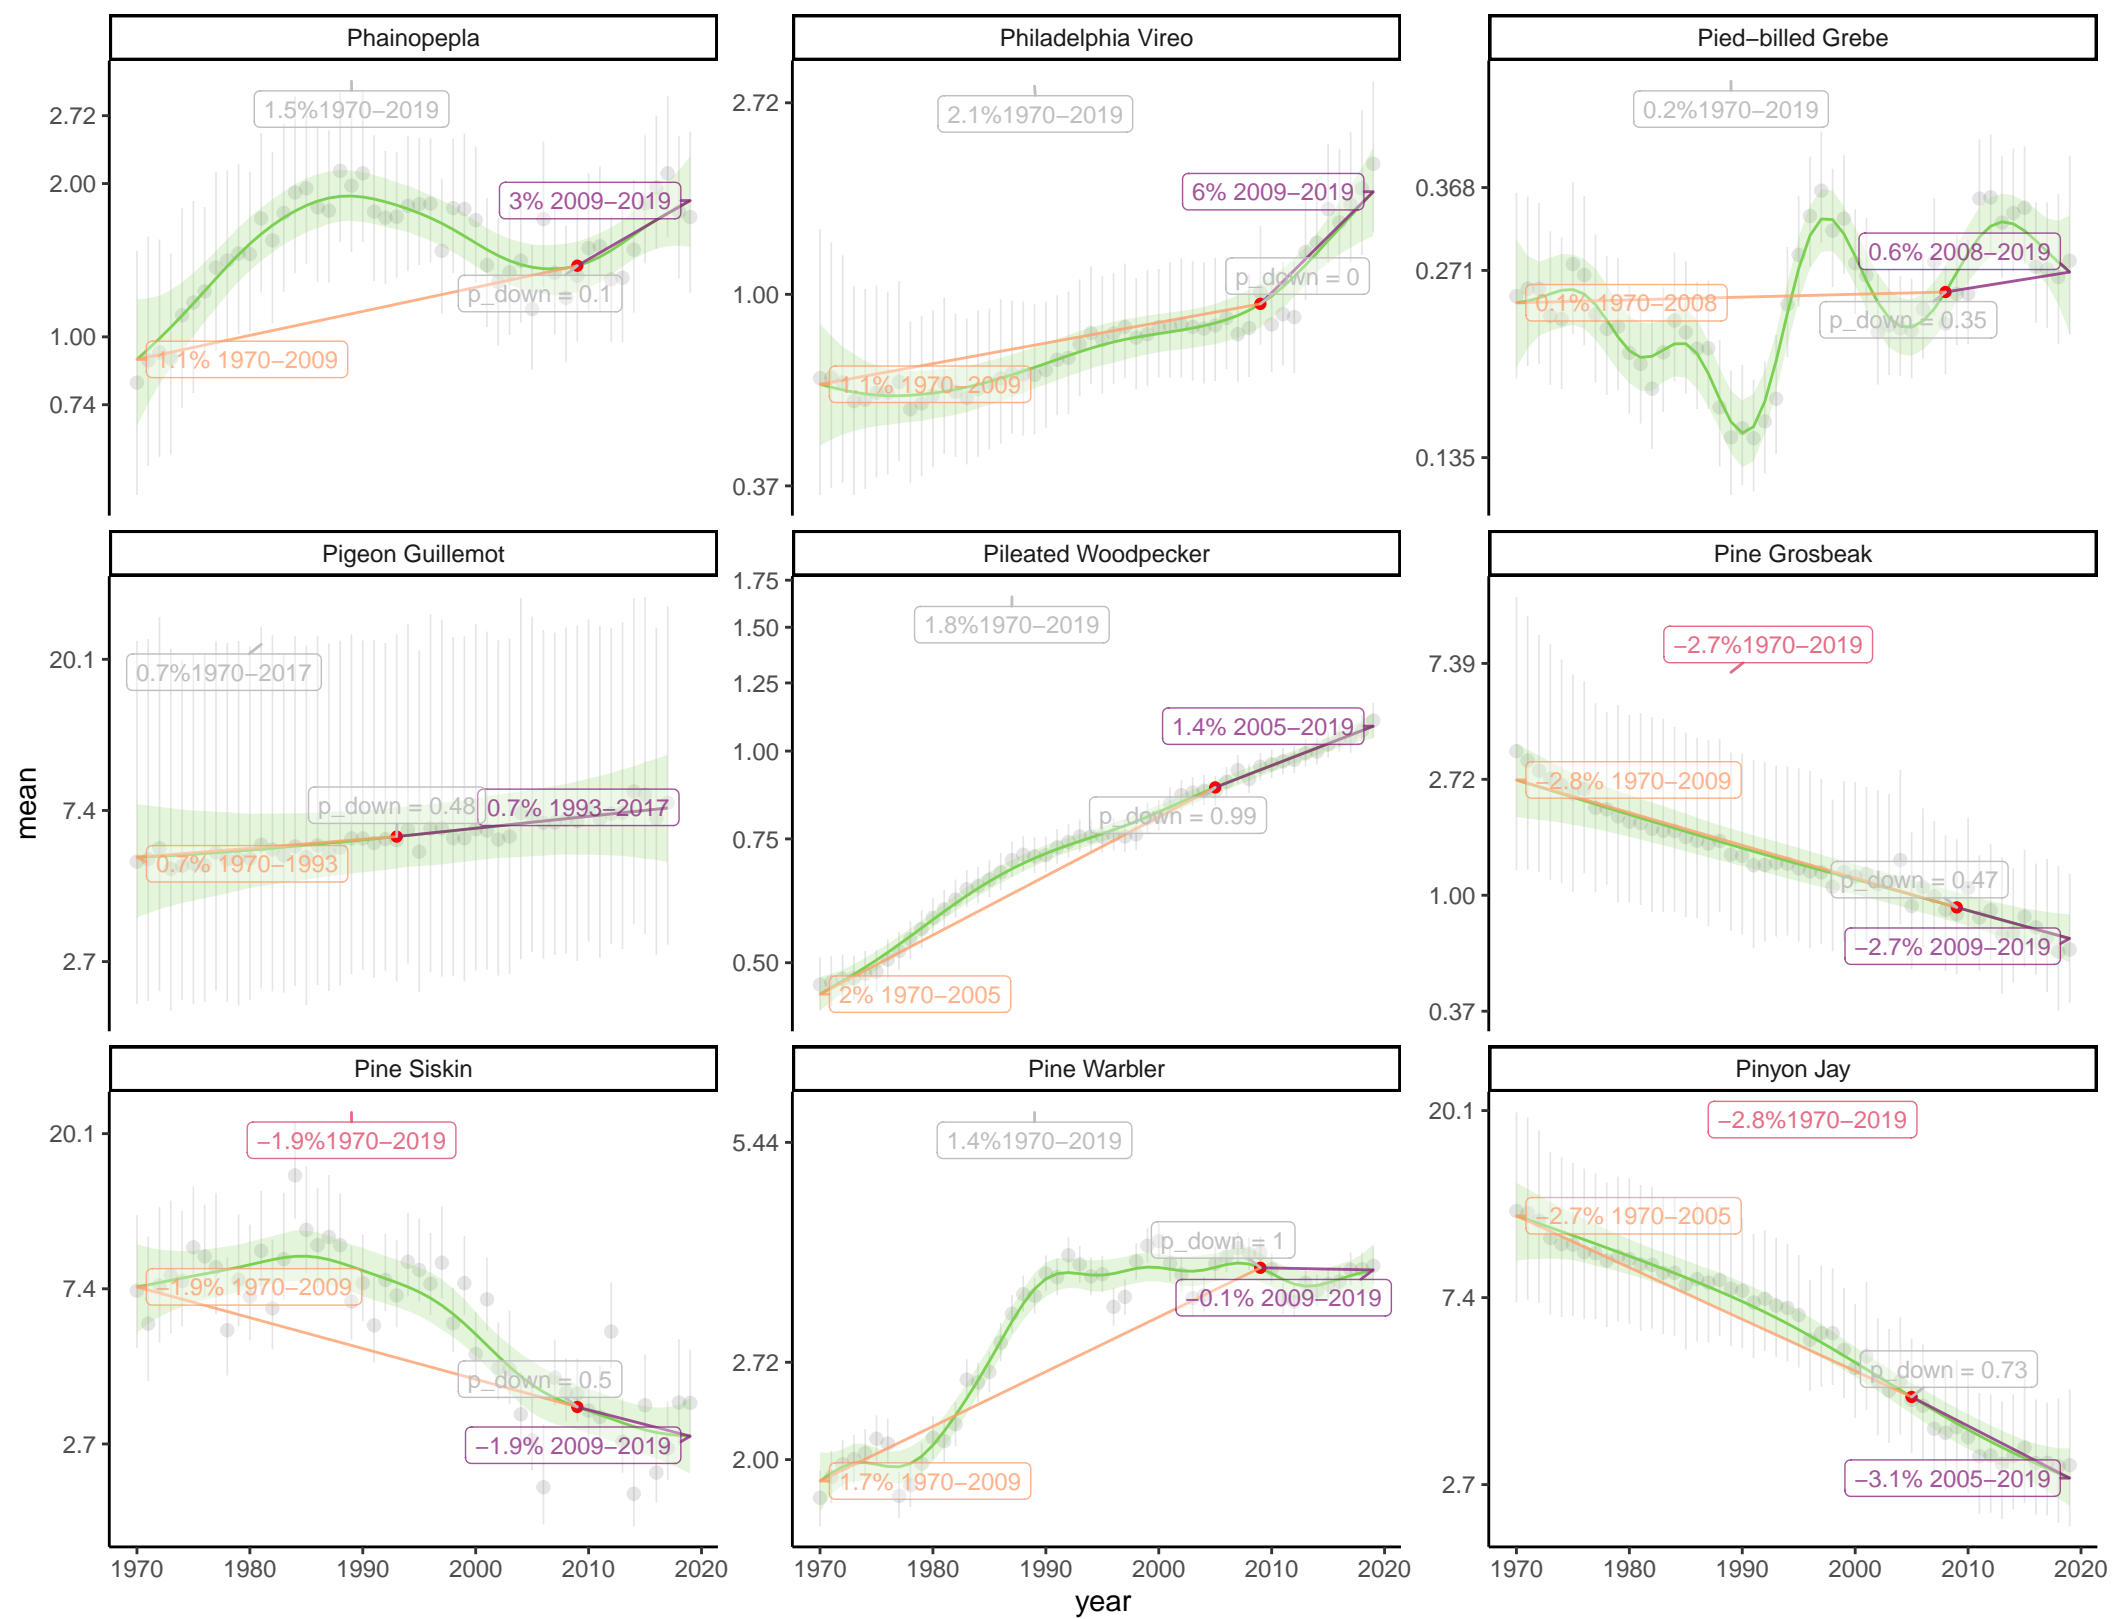 Phainopepla
Philadelphia Vireo
Pied−billed Grebe
2.72
2.00
1.00
0.74
1.5%1970−2019
3% 2009−2019
p_down = 0.1
1.1% 1970−2009
2.72
1.00
0.37
2.1%1970−2019
6% 2009−2019
p_down = 0
1.1% 1970−2009
0.368
0.271
0.135
0.2%1970−2019
0.6% 2008−2019
0.1% 1970−2008
p_down = 0.35
Pigeon Guillemot
Pileated Woodpecker
Pine Grosbeak
mean
20.1
7.4
2.7
0.7%1970−2017
p_down = 0.48
0.7% 1993−2017
0.7% 1970−1993
1.75
1.50
1.25
1.00
0.75
0.50
1.8%1970−2019
1.4% 2005−2019
p_down = 0.99
2% 1970−2005
7.39
2.72
1.00
0.37
−2.7%1970−2019
−2.8% 1970−2009
p_down = 0.47
−2.7% 2009−2019
Pine Siskin
Pine Warbler
Pinyon Jay
20.1
7.4
2.7
−1.9%1970−2019
−1.9% 1970−2009
p_down = 0.5
−1.9% 2009−2019
5.44
2.72
2.00
1.4%1970−2019
p_down = 1
−0.1% 2009−2019
1.7% 1970−2009
20.1
7.4
2.7
−2.8%1970−2019
−2.7% 1970−2005
p_down = 0.73
−3.1% 2005−2019
1970 1980 1990 2000 2010 2020
1970 1980 1990 2000 2010 2020
1970 1980 1990 2000 2010 2020
year